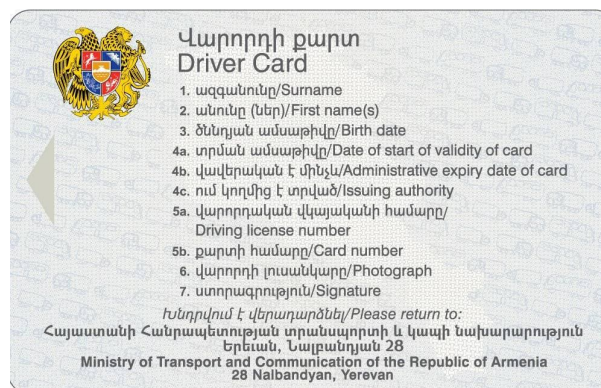 Վարորդի քարտ
Driver Card
1. ազգանունը/Surname
2. անունը (ներ)/First name(s)
3. ծննդյան ամսաթիվը/Birth date
4a. տրման ամսաթիվը/Date of start of validity of card
4b. վավերական է մինչև/Administrative expiry date of card
4c. ում կողմից է տրված/Issuing authority
5a. վարորդական վկայականի համարը/
Driving license number
5b. քարտի համարը/Card number
6. վարորդի լուսանկարը/Photograph
7. ստորագրություն/Signature
Խնդրվում է վերադարձնել/Please return to:
Հայաստանի Հանրապետության տրանսպորտի և կապի նախարարություն
Երեւան, Նալբանդյան 28
Ministry of Transport and Communication of the Republic of Armenia
28 Nalbandyan, Yerevan